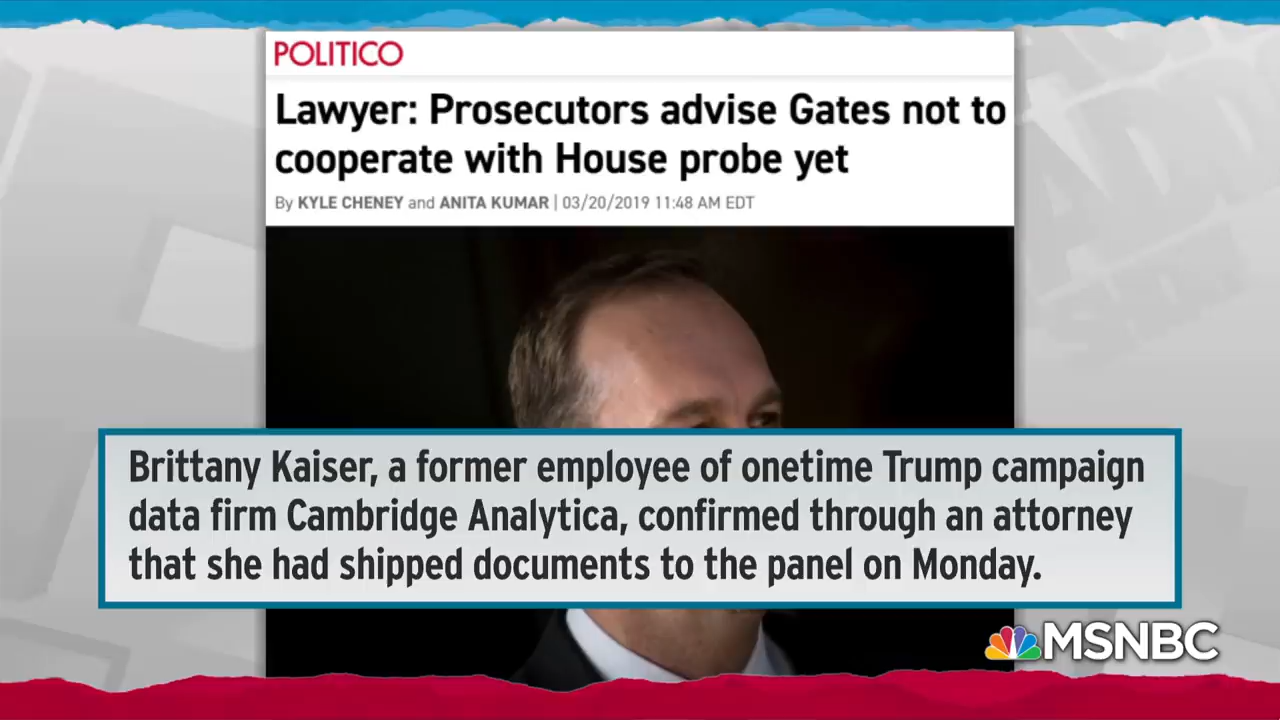 POLITICO
Lawyer: Prosecutors advise Gates not to
cooperate with House probe yet
By KYLE CHENEY and ANITA KUMAR | 03/20/2019 11:48 AM EDT
Brittany Kaiser, a former employee of onetime Trump campaign
data firm Cambridge Analytica, confirmed through an attorney
that she had shipped documents to the panel on Monday.
MSNBC